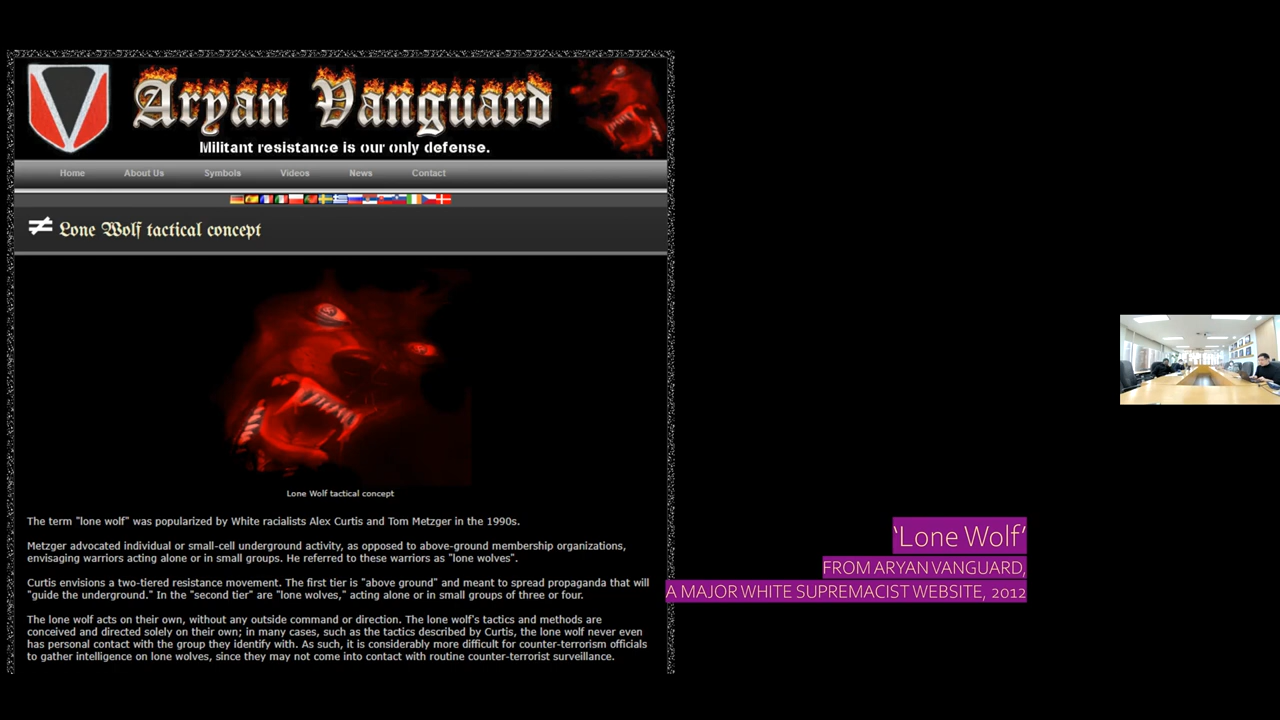 Aryan Vanguard
Militant resistance is our only defense.
Home About Us Symbols Videos News Contact
≠ Lone Wolf tactical concept
Lone Wolf tactical concept
The term "lone wolf" was popularized by White racialists Alex Curtis and Tom Metzger in the 1990s.
Metzger advocated individual or small-cell underground activity, as opposed to above-ground membership organizations,
envisaging warriors acting alone or in small groups. He referred to these warriors as "lone wolves".
Curtis envisions a two-tiered resistance movement. The first tier is "above ground" and meant to spread propaganda that will
"guide the underground." In the "second tier" are "lone wolves," acting alone or in small groups of three or four.
The lone wolf acts on their own, without any outside command or direction. The lone wolf's tactics and methods are
conceived and directed solely on their own; in many cases, such as the tactics described by Curtis, the lone wolf never even
has personal contact with the group they identify with. As such, it is considerably more difficult for counter-terrorism officials
to gather intelligence on lone wolves, since they may not come into contact with routine counter-terrorist surveillance.
‘Lone Wolf’
FROM ARYAN VANGUARD,
A MAJOR WHITE SUPREMACIST WEBSITE, 2012